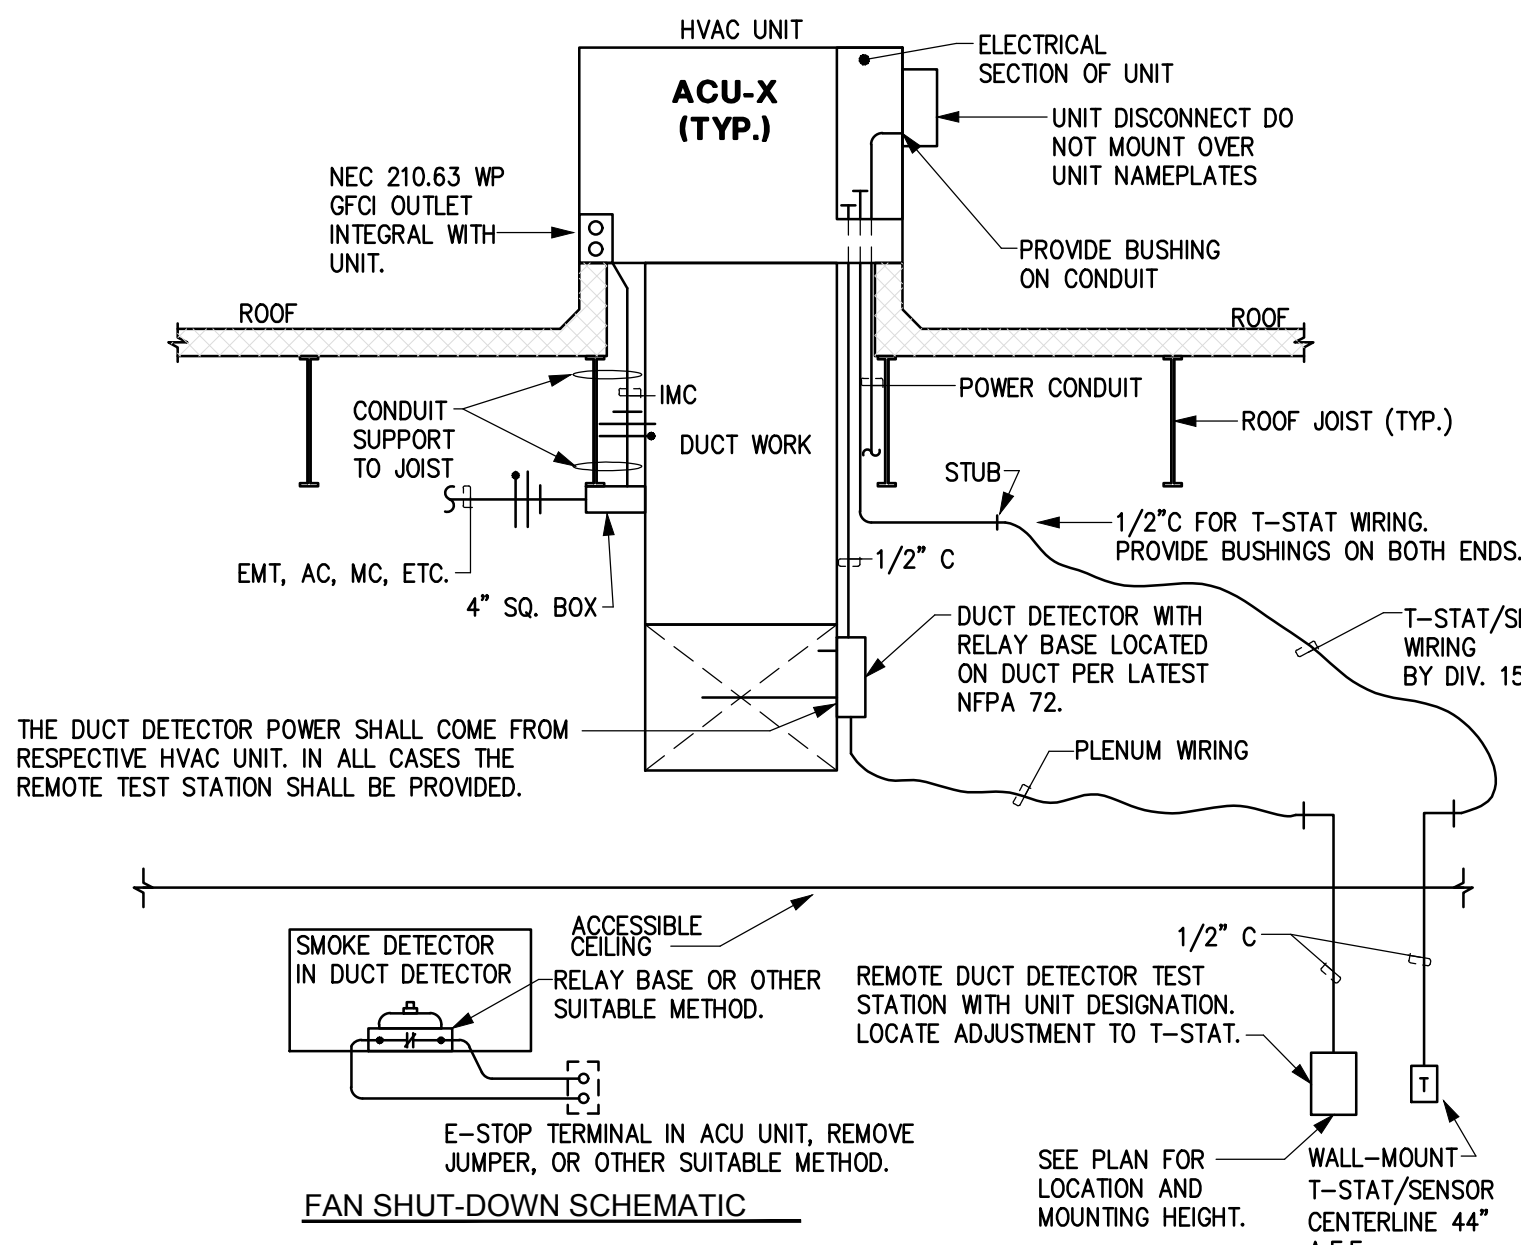 HVAC UNIT
ELECTRICAL
SECTION OF UNIT
ACU-X
(TYP.)
UNIT DISCONNECT DO
NOT MOUNT OVER
UNIT NAMEPLATES
NEC 210.63 WP
GFCI OUTLET
INTEGRAL WITH
UNIT.
PROVIDE BUSHING
ON CONDUIT
ROOF
ROOF
POWER CONDUIT
IMC
CONDUIT
SUPPORT
TO JOIST
DUCT WORK
ROOF JOIST (TYP.)
STUB
1/2"C FOR T-STAT WIRING.
PROVIDE BUSHINGS ON BOTH ENDS.
EMT, AC, MC, ETC.
1/2" C
4" SQ. BOX
DUCT DETECTOR WITH
RELAY BASE LOCATED
ON DUCT PER LATEST
NFPA 72.
WIRING
BY DIV. 15
THE DUCT DETECTOR POWER SHALL COME FROM
RESPECTIVE HVAC UNIT. IN ALL CASES THE
REMOTE TEST STATION SHALL BE PROVIDED.
PLENUM WIRING
ACCESSIBLE
CEILING
SMOKE DETECTOR
IN DUCT DETECTOR
RELAY BASE OR OTHER
SUITABLE METHOD.
1/2" C
REMOTE DUCT DETECTOR TEST
STATION WITH UNIT DESIGNATION.
LOCATE ADJUSTMENT TO T-STAT.
T
E-STOP TERMINAL IN ACU UNIT, REMOVE
JUMPER, OR OTHER SUITABLE METHOD.
SEE PLAN FOR
LOCATION AND
MOUNTING HEIGHT.
WALL-MOUNT
T-STAT/SENSOR
CENTERLINE 44"
FAN SHUT-DOWN SCHEMATIC